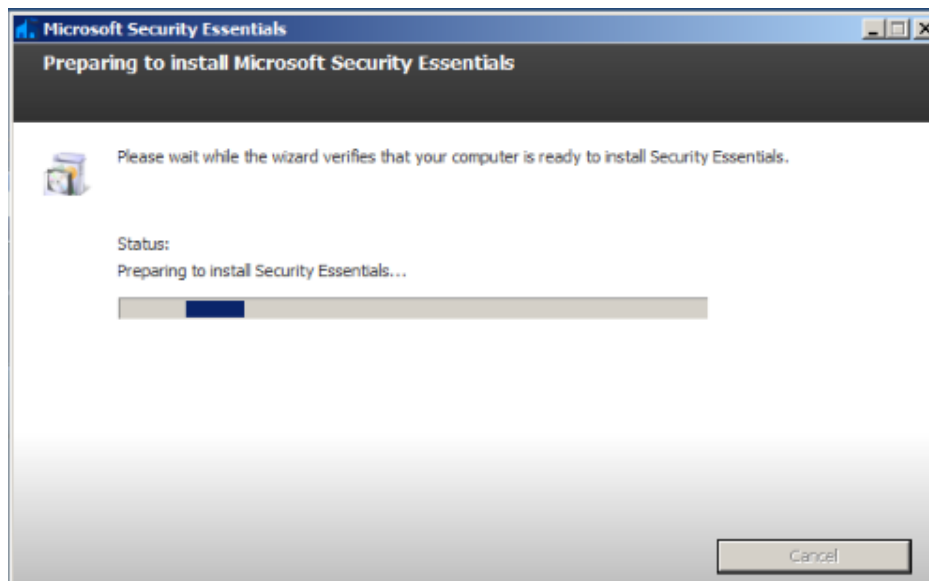 Microsoft Security Essentials
Preparing to install Microsoft Security Essentials
Please wait while the wizard verifies that your computer is ready to install Security Essentials.
Status:
Preparing to install Security Essentials...
Cancel